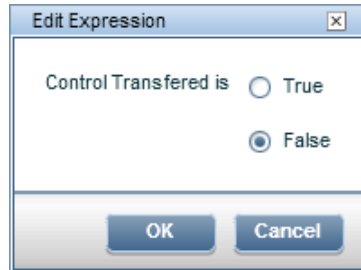 Edit Expression
Control Transfered is
True
False
OK
Cancel